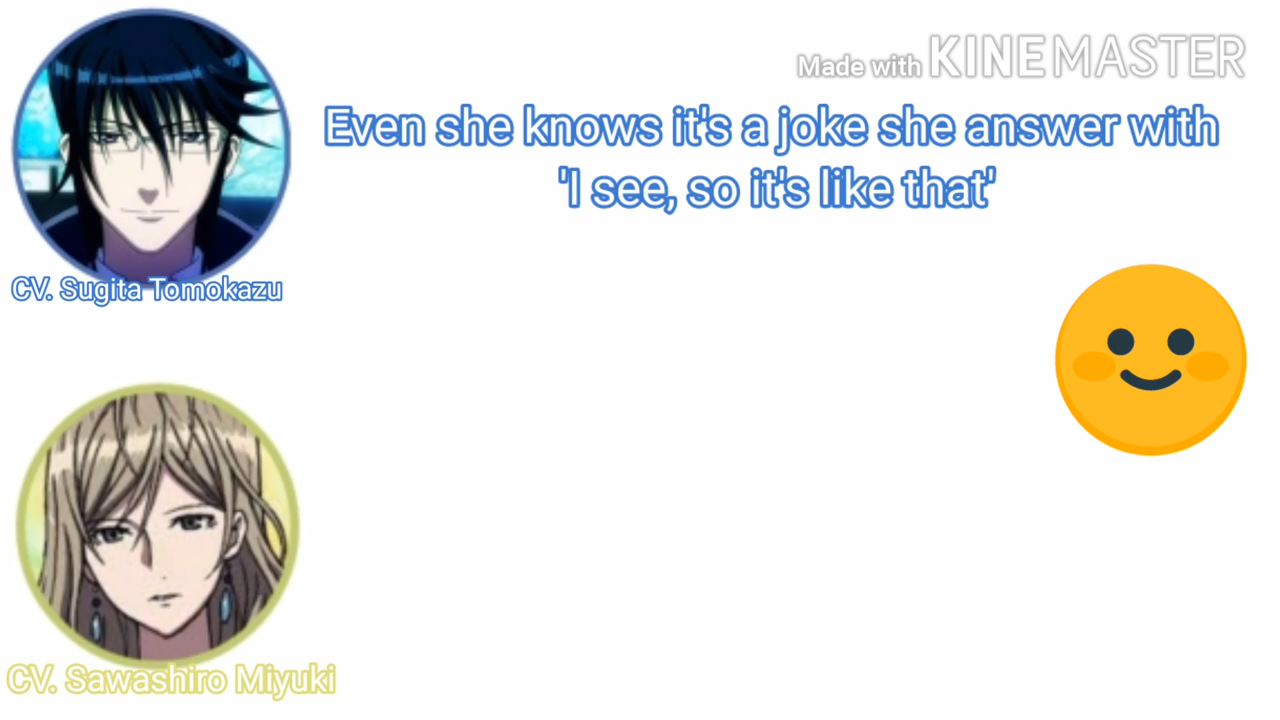 Made with KINEMASTER
Even she knows it's a joke she answer with
'I see, so it's like that'
CV. Sugita Tomokazu
CV. Sawashiro Miyuki